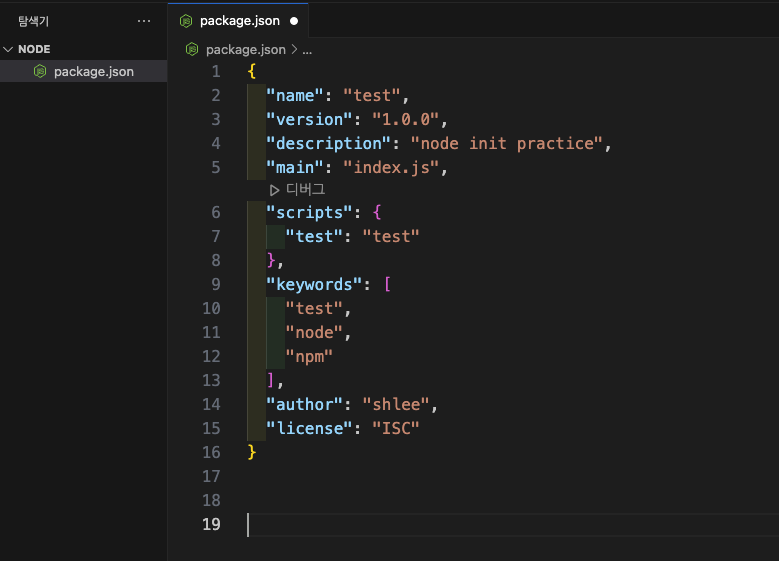 탐색기 ...
package.json
NODE
package.json
package.json > ...
1 {
2 "name": "test",
3 "version": "1.0.0",
4 "description": "node init practice",
5 "main": "index.js",
디버그
6 "scripts": {
7 "test": "test"
8 },
9 "keywords": [
10 "test",
11 "node",
12 "npm"
13 ],
14 "author": "shlee",
15 "license": "ISC"
16 }
17
18
19